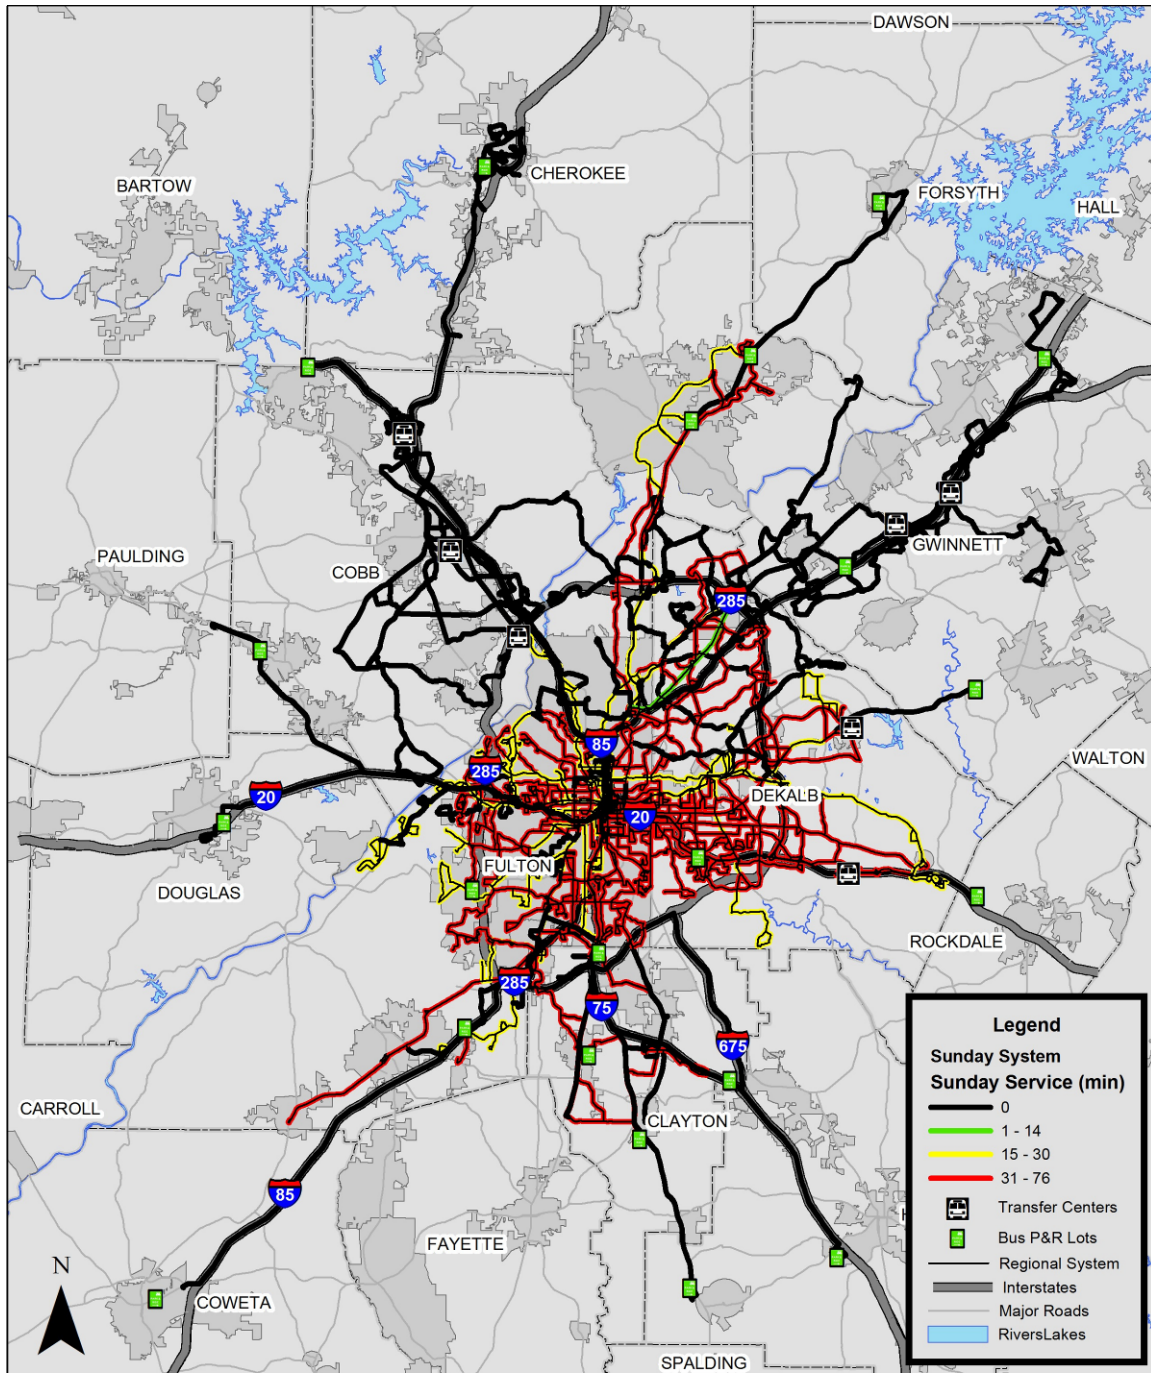 DAWSON
CHEROKEE
BARTOW
FORSYTH
HALL
PAULDING
COBB
GWINNETT
285
85
285
20
20
WALTON
DEKALB
FULTON
DOUGLAS
ROCKDALE
285
75
675
CARROLL
CLAYTON
85
FAYETTE
COWETA
SPALDING
N
Legend
Sunday System
Sunday Service (min)
0
1 - 14
15 - 30
31 - 76
Transfer Centers
Bus P&R Lots
Regional System
Interstates
Major Roads
RiversLakes